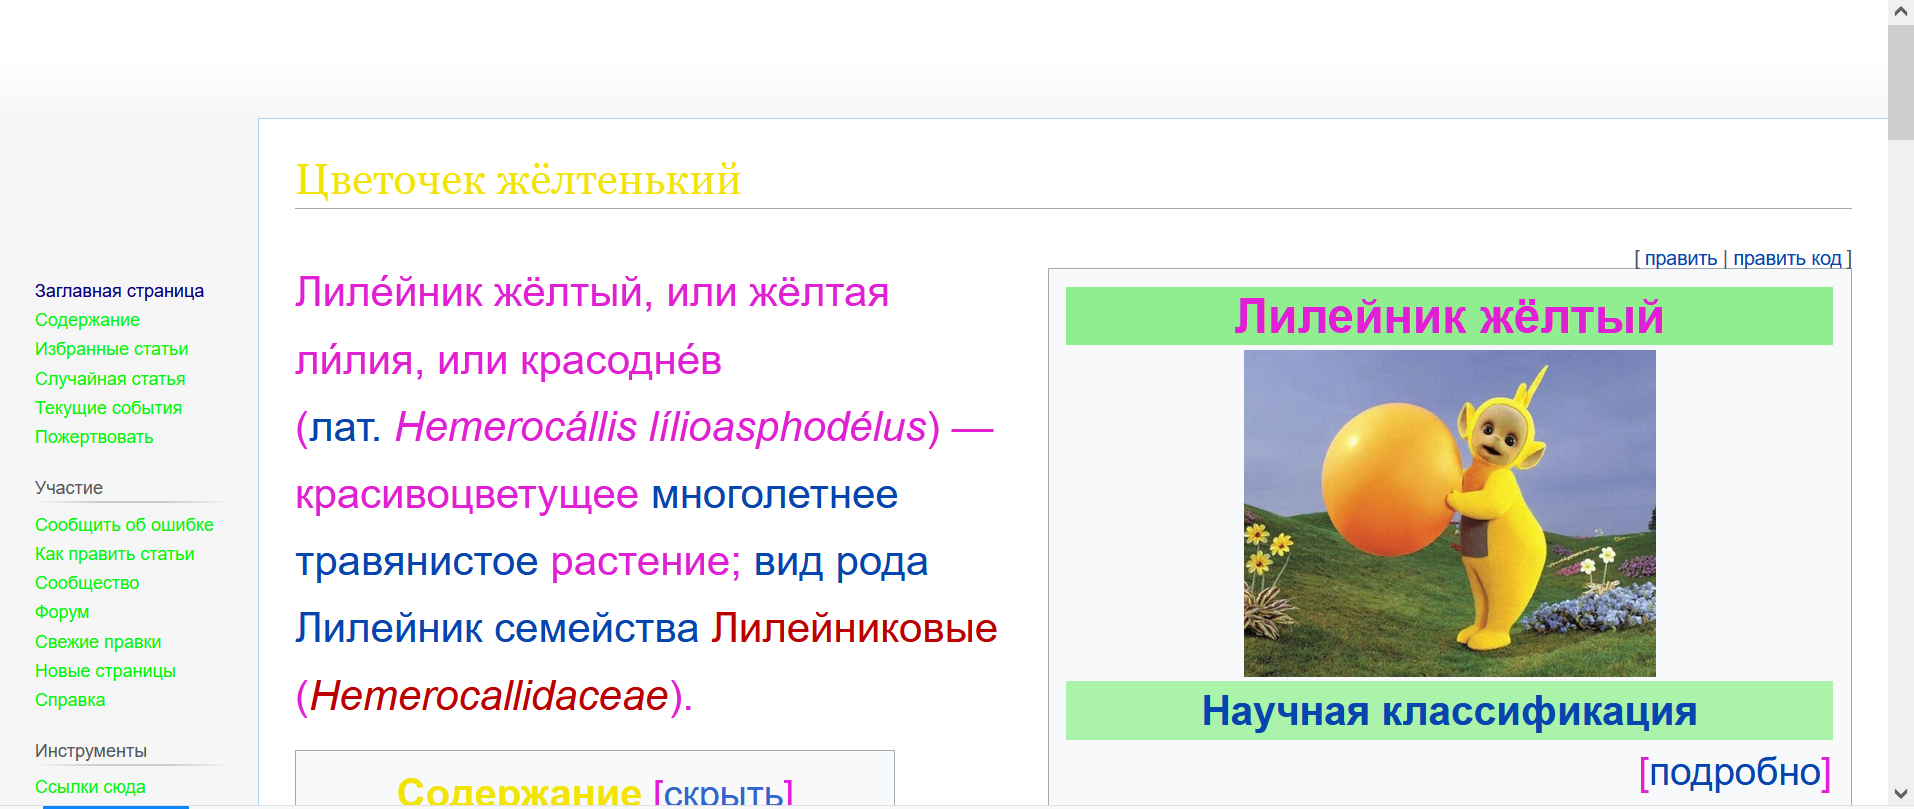 Цветочек жёлтенький
[ править | править код ]
Заглавная страница
Содержание
Избранные статьи
Случайная статья
Текущие события
Пожертвовать
Участие
Сообщить об ошибке
Как править статьи
Сообщество
Форум
Свежие правки
Новые страницы
Справка
Инструменты
Ссылки сюда
Лиле́йник жёлтый, или жёлтая
ли́лия, или красодне́в
(лат. Hemerocállis lílioasphodélus) —
красивоцветущее многолетнее
травянистое растение; вид рода
Лилейник семейства Лилейниковые
(Hemerocallidaceae).
Содержание [скрыть]
Лилейник жёлтый
Научная классификация
[подробно]